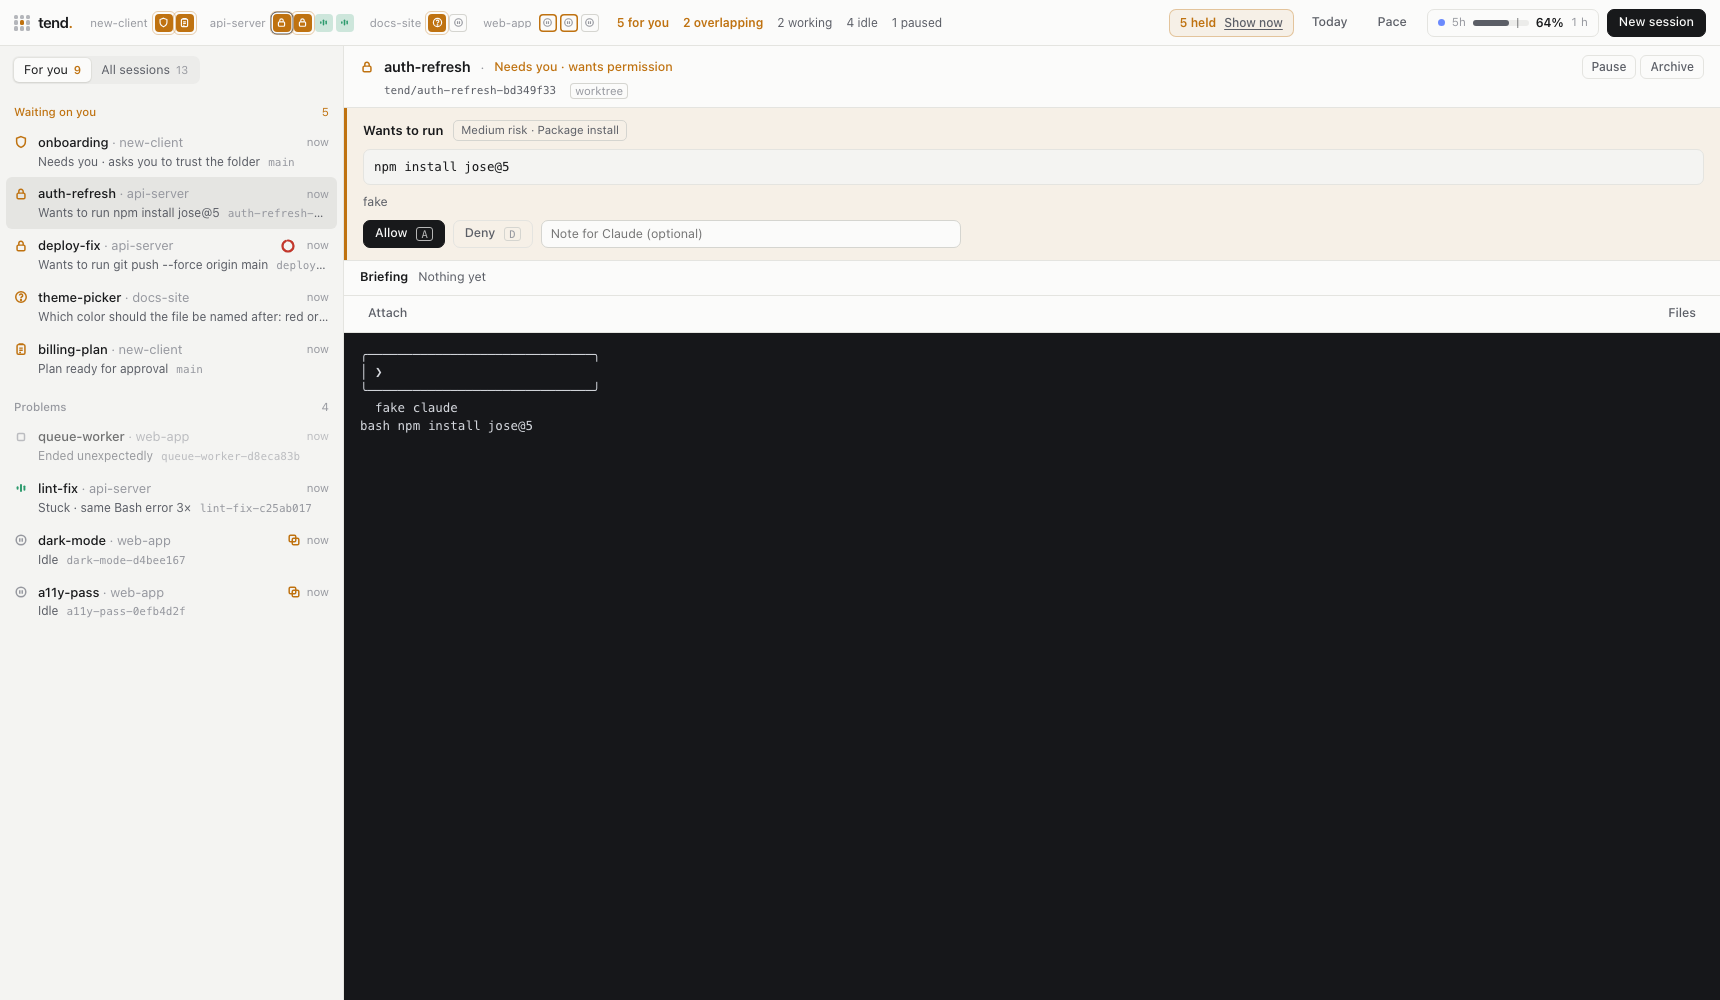 tend. new-client api-server docs-site web-app 5 for you 2 overlapping 2 working 4 idle 1 paused 5 held Show now Today Pace 5h 64% 1 h New session
For you 9 All sessions 13
Waiting on you 5
onboarding · new-client now
Needs you · asks you to trust the folder main
auth-refresh · api-server now
Wants to run npm install jose@5 auth-refresh-…
deploy-fix · api-server now
Wants to run git push --force origin main deploy…
theme-picker · docs-site now
Which color should the file be named after: red or…
billing-plan · new-client now
Plan ready for approval main
Problems 4
queue-worker · web-app now
Ended unexpectedly queue-worker-d8eca83b
lint-fix · api-server now
Stuck · same Bash error 3× lint-fix-c25ab017
dark-mode · web-app now
Idle dark-mode-d4bee167
a11y-pass · web-app now
Idle a11y-pass-0efb4d2f
auth-refresh · Needs you · wants permission Pause Archive
tend/auth-refresh-bd349f33 worktree
Wants to run Medium risk · Package install
npm install jose@5
fake
Allow A Deny D Note for Claude (optional)
Briefing Nothing yet
Attach Files
❯
fake claude
bash npm install jose@5